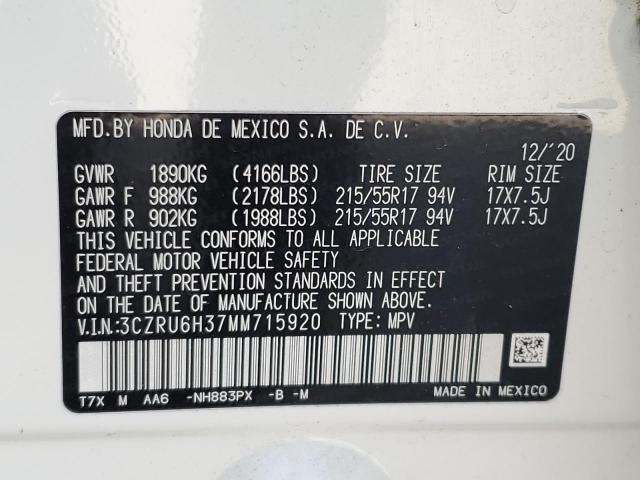 MFD.BY HONDA DE MEXICO S.A. DE C.V.
12/'20
GVWR 1890KG (4166LBS) TIRE SIZE RIM SIZE
GAWR F 988KG (2178LBS) 215/55R17 94V 17X7.5J
GAWR R 902KG (1988LBS) 215/55R17 94V 17X7.5J
THIS VEHICLE CONFORMS TO ALL APPLICABLE
FEDERAL MOTOR VEHICLE SAFETY
AND THEFT PREVENTION STANDARDS IN EFFECT
ON THE DATE OF MANUFACTURE SHOWN ABOVE.
V.I.N:3CZRU6H37MM715920 TYPE: MPV
T7X M AA6 -NH883PX -B -M MADE IN MEXICO